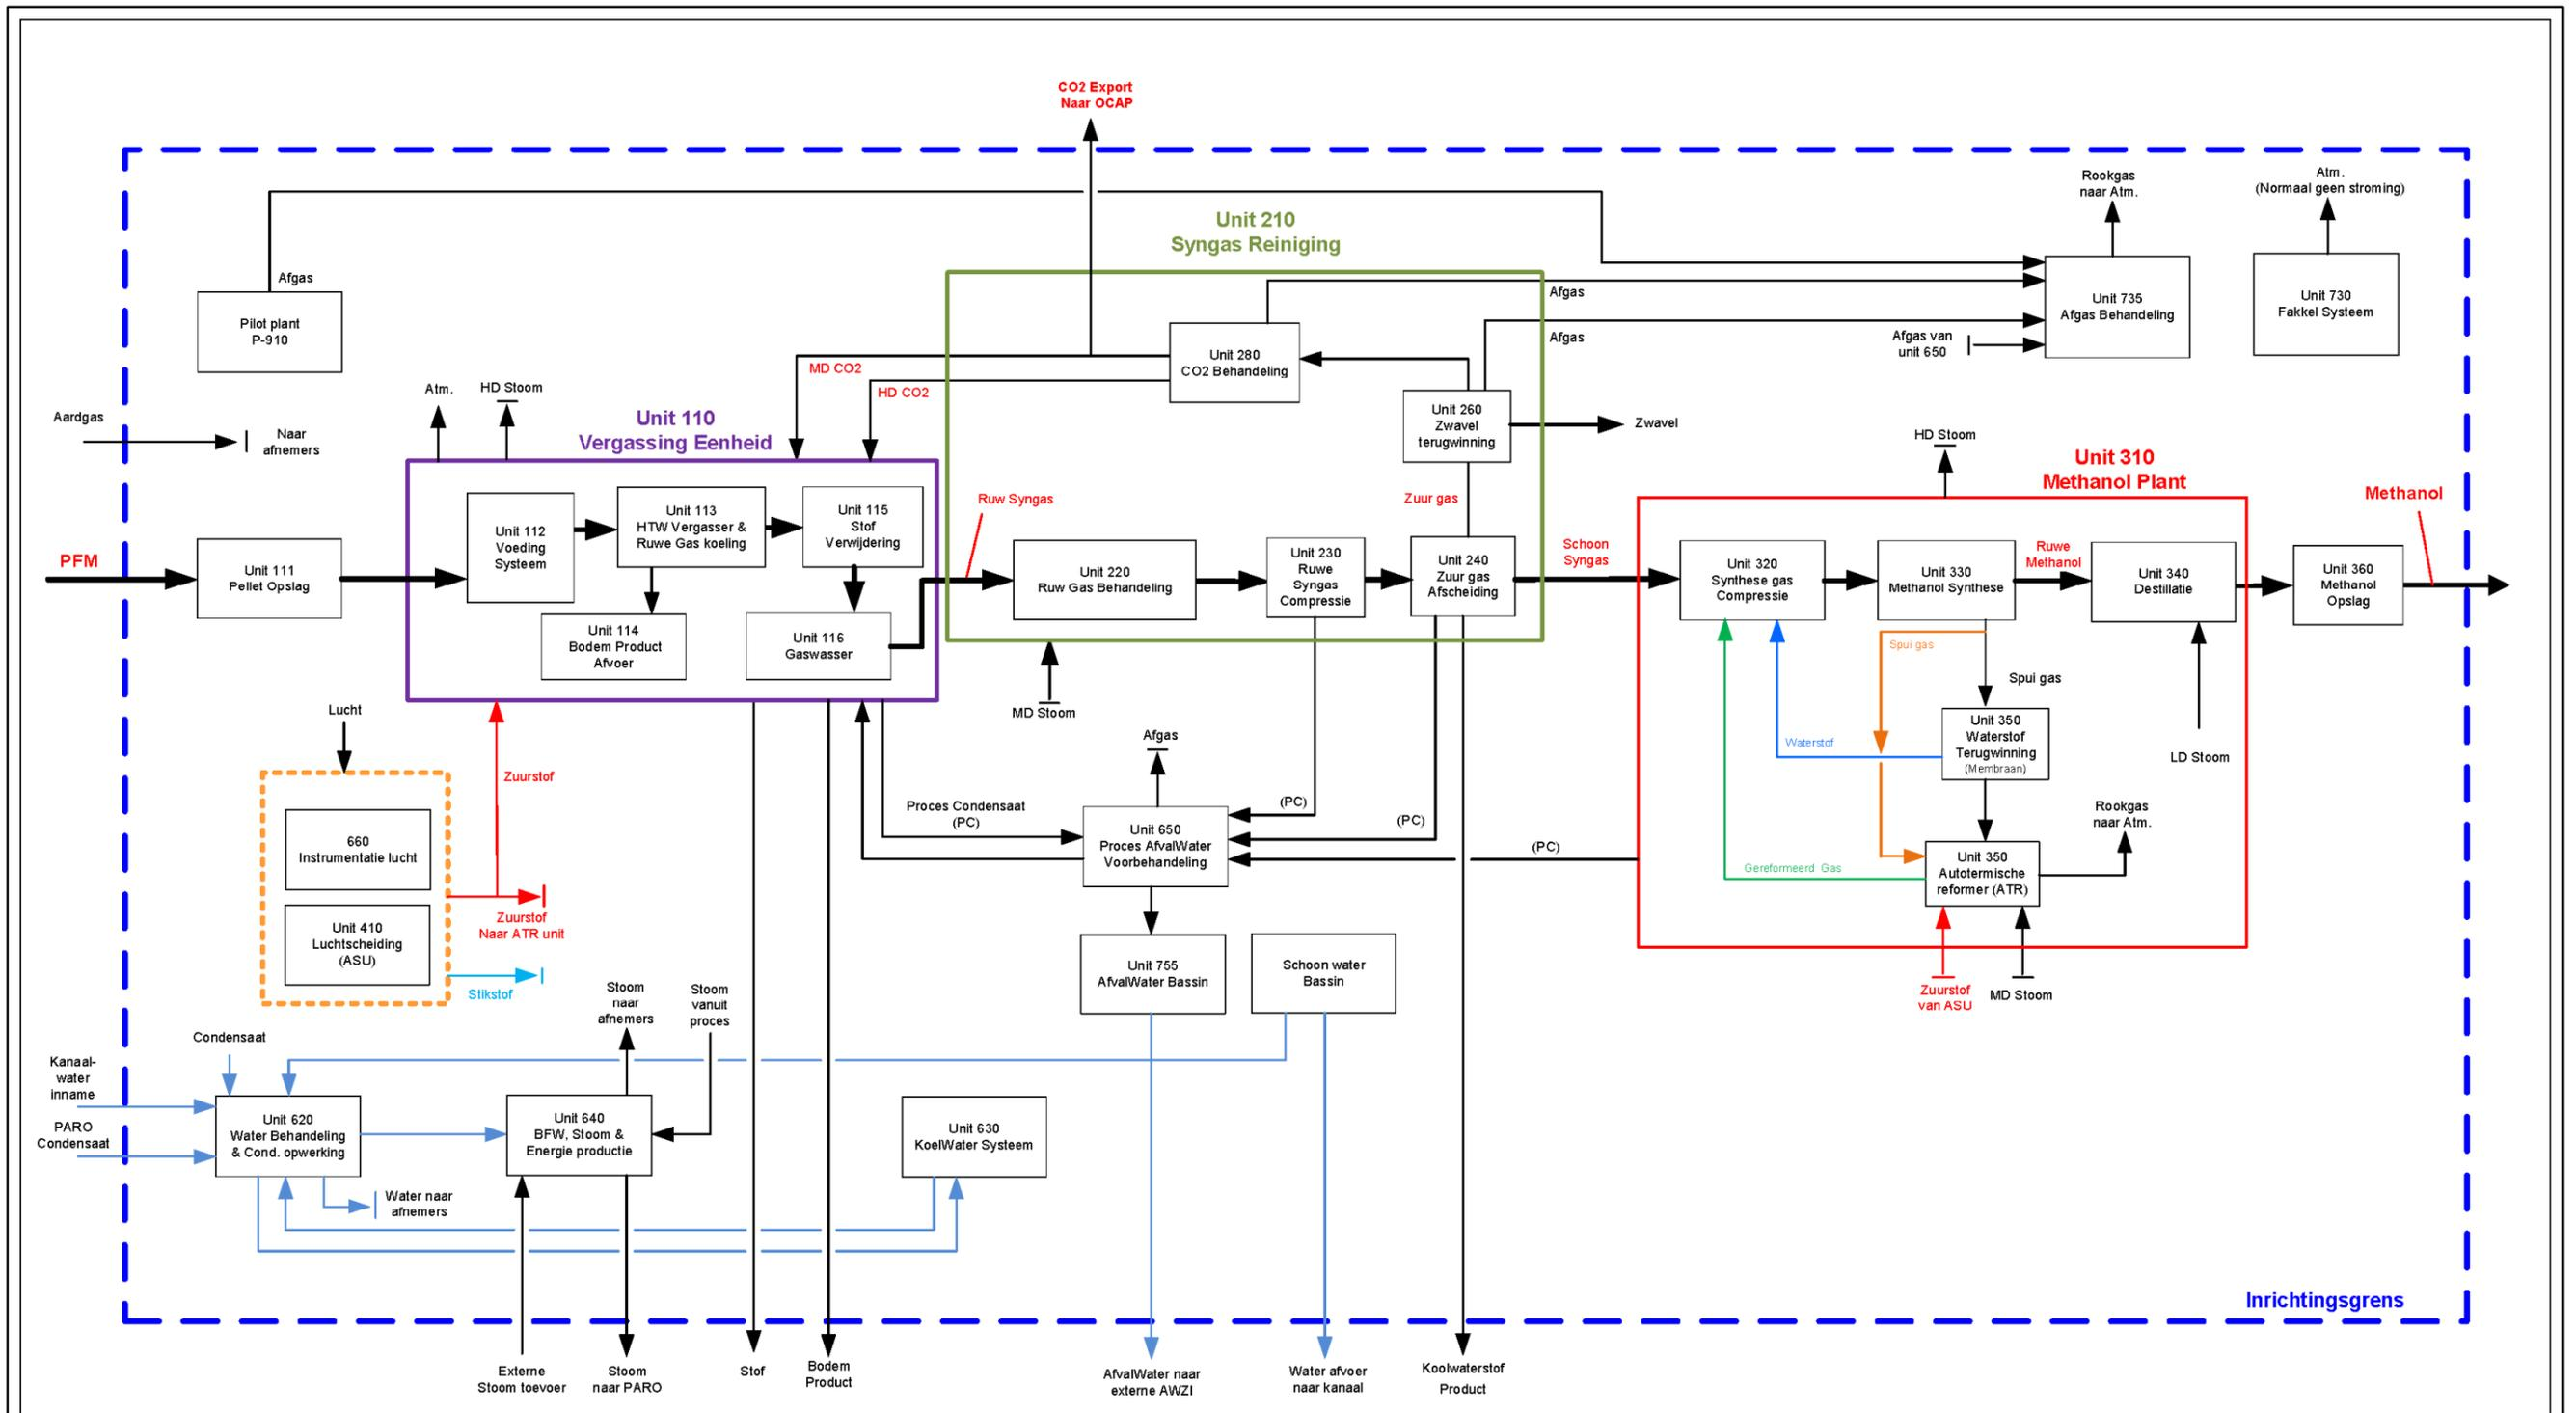 CO2 Export
Naar OCAP
Rookgas
naar Atm.
Atm.
(Normaal geen stroming)
Unit 210
Syngas Reiniging
Afgas
Pilot plant
P-910
Afgas
Unit 735
Afgas Behandeling
Unit 730
Fakkel Systeem
Afgas
Afgas van
unit 650
Unit 280
CO2 Behandeling
MD CO2
HD CO2
Atm.
HD Stoom
Aardgas
Naar
afnemers
Unit 110
Vergassing Eenheid
Unit 260
Zwavel
terugwinning
Zwavel
HD Stoom
Unit 310
Methanol Plant
Methanol
Ruw Syngas
Zuur gas
PFM
Unit 111
Pellet Opslag
Unit 112
Voeding
Systeem
Unit 113
HTW Vergasser &
Ruwe Gas koeling
Unit 115
Stof
Verwijdering
Unit 114
Bodem Product
Afvoer
Unit 116
Gaswasser
Unit 220
Ruw Gas Behandeling
Unit 230
Ruwe
Syngas
Compressie
Unit 240
Zuur gas
Afscheiding
Schoon
Syngas
Unit 320
Synthese gas
Compressie
Unit 330
Methanol Synthese
Ruwe
Methanol
Unit 340
Destillatie
Unit 360
Methanol
Opslag
Spui gas
Spui gas
MD Stoom
Lucht
Unit 350
Waterstof
Terugwinning
(Membraan)
Waterstof
LD Stoom
Afgas
Zuurstof
Proces Condensaat
(PC)
(PC)
(PC)
(PC)
Unit 650
Proces AfvalWater
Voorbehandeling
Rookgas
naar Atm.
660
Instrumentatie lucht
Gereformeerd Gas
Unit 350
Autotermische
reformer (ATR)
Zuurstof
Naar ATR unit
Unit 410
Luchtscheiding
(ASU)
Stikstof
Unit 755
AfvalWater Bassin
Schoon water
Bassin
Zuurstof
van ASU
MD Stoom
Stoom
naar
afnemers
Stoom
vanuit
proces
Condensaat
Kanaal-
water
inname
PARO
Condensaat
Unit 620
Water Behandeling
& Cond. opwerking
Unit 640
BFW, Stoom &
Energie productie
Unit 630
KoelWater Systeem
Water naar
afnemers
Inrichtingsgrens
Externe
Stoom toevoer
Stoom
naar PARO
Stof
Bodem
Product
AfvalWater naar
externe AWZI
Water afvoer
naar kanaal
Koolwaterstof
Product